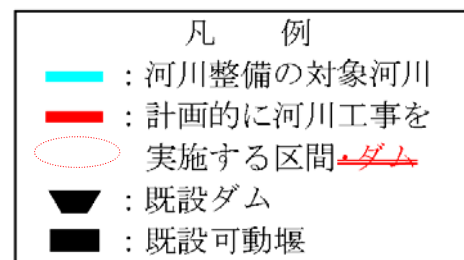 凡　例
：河川整備の対象河川
：計画的に河川工事を
実施する区間・ダム
：既設ダム
：既設可動堰